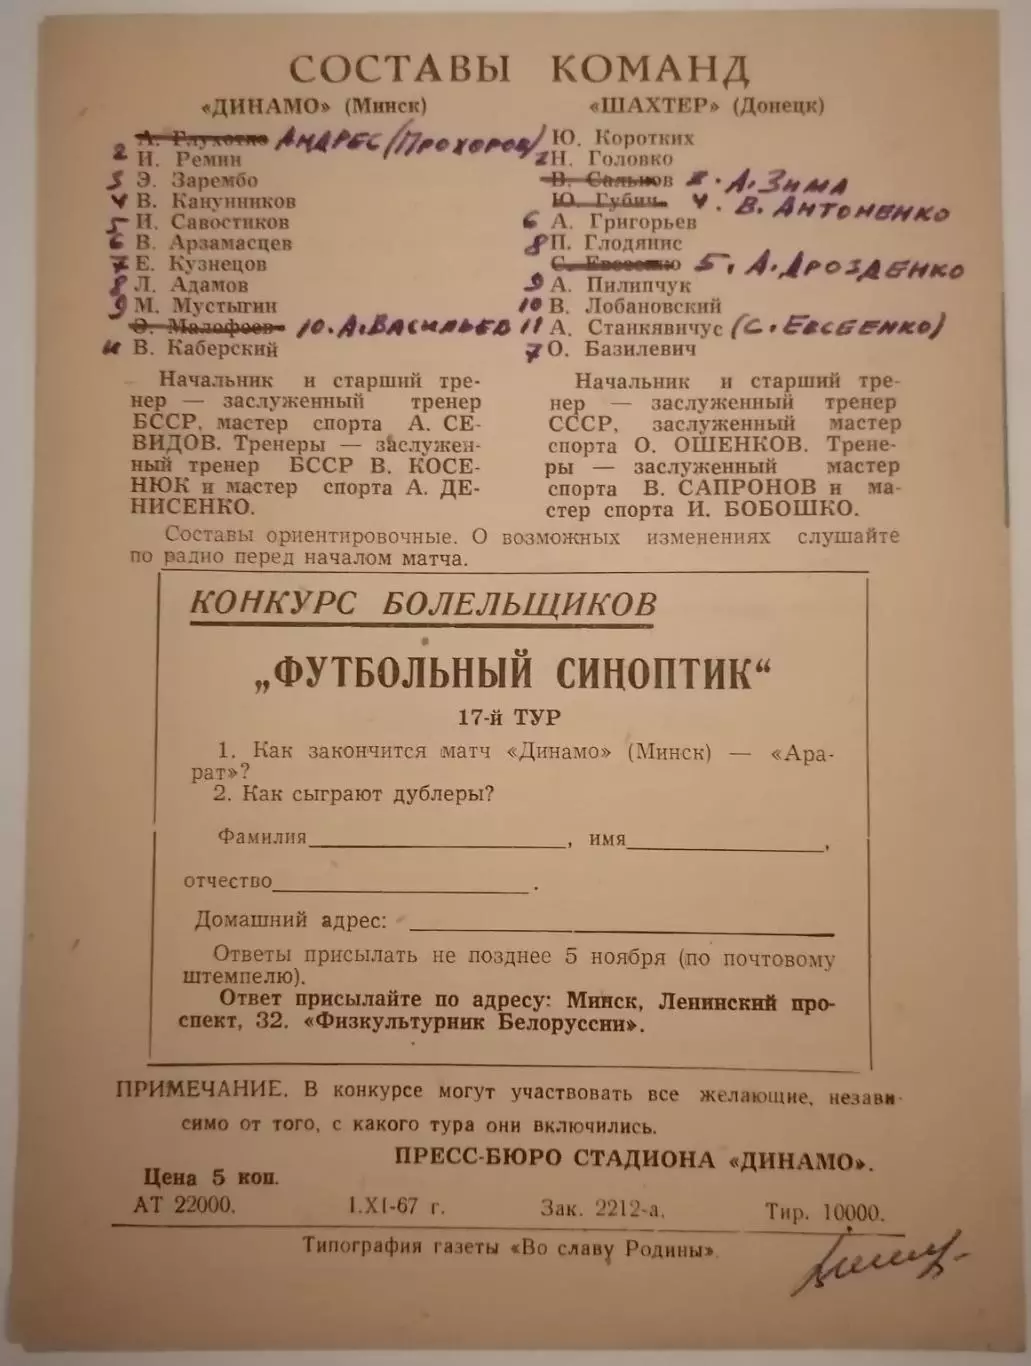 СОСТАВЫ КОМАНД
«ДИНАМО» (Минск)
А. Глухотко Андрес (Прохоров)
2 И. Ремин
3 Э. Зарембо
4 В. Канунников
5 И. Савостиков
6 В. Арзамасцев
7 Е. Кузнецов
8 Л. Адамов
9 М. Мустыгин
Э. Малофеев 10. А. Васильев
11 В. Каберский
Начальник и старший тре-
нер — заслуженный тренер
БССР, мастер спорта А. СЕ-
ВИДОВ. Тренеры — заслужен-
ный тренер БССР В. КОСЕ-
НЮК и мастер спорта А. ДЕ-
НИСЕНКО.
«ШАХТЕР» (Донецк)
Ю. Коротких
2 Н. Головко
В. Сальков 3. А. Зима
Ю. Губич 4. В. Антоненко
6 А. Григорьев
8 П. Глодянис
С. Евсеенко 5. А. Дрозденко
9 А. Пилипчук
10 В. Лобановский
11 А. Станкявичус (С. Евсеенко)
7 О. Базилевич
Начальник и старший тре-
нер — заслуженный тренер
СССР, заслуженный мастер
спорта О. ОШЕНКОВ. Трене-
ры — заслуженный мастер
спорта В. САПРОНОВ и ма-
стер спорта И. БОБОШКО.
Составы ориентировочные. О возможных изменениях слушайте
по радио перед началом матча.
КОНКУРС БОЛЕЛЬЩИКОВ
„ФУТБОЛЬНЫЙ СИНОПТИК“
17-й ТУР
1. Как закончится матч «Динамо» (Минск) — «Ара-
рат»?
2. Как сыграют дублеры?
Фамилия, имя,
отчество.
Домашний адрес:
Ответы присылать не позднее 5 ноября (по почтовому
штемпелю).
Ответ присылайте по адресу: Минск, Ленинский про-
спект, 32. «Физкультурник Белоруссии».
ПРИМЕЧАНИЕ. В конкурсе могут участвовать все желающие, незави-
симо от того, с какого тура они включились.
ПРЕСС-БЮРО СТАДИОНА «ДИНАМО».
Цена 5 коп.
АТ 22000. 1.XI-67 г. Зак. 2212-а. Тир. 10000.
Типография газеты «Во славу Родины».